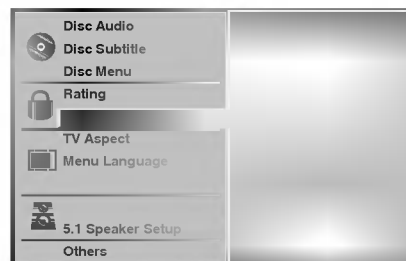 Disc Audio
Disc Subtitle
Disc Menu
Rating
TV Aspect
Menu Language
5.1 Speaker Setup
Others